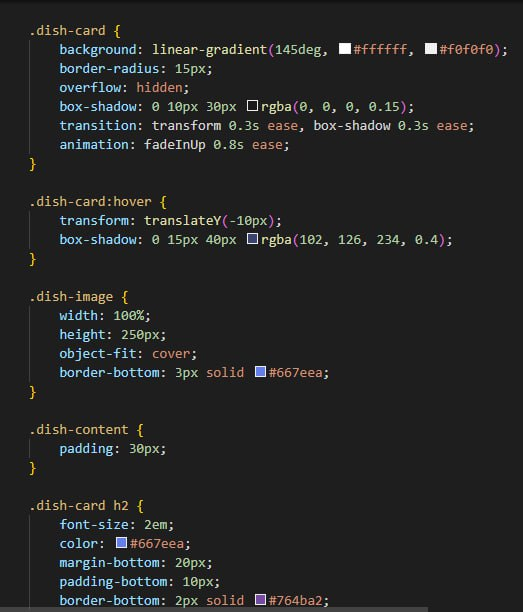 .dish-card {
background: linear-gradient(145deg, #ffffff, #f0f0f0);
border-radius: 15px;
overflow: hidden;
box-shadow: 0 10px 30px rgba(0, 0, 0, 0.15);
transition: transform 0.3s ease, box-shadow 0.3s ease;
animation: fadeInUp 0.8s ease;
}
.dish-card:hover {
transform: translateY(-10px);
box-shadow: 0 15px 40px rgba(102, 126, 234, 0.4);
}
.dish-image {
width: 100%;
height: 250px;
object-fit: cover;
border-bottom: 3px solid #667eea;
}
.dish-content {
padding: 30px;
}
.dish-card h2 {
font-size: 2em;
color: #667eea;
margin-bottom: 20px;
padding-bottom: 10px;
border-bottom: 2px solid #764ba2;